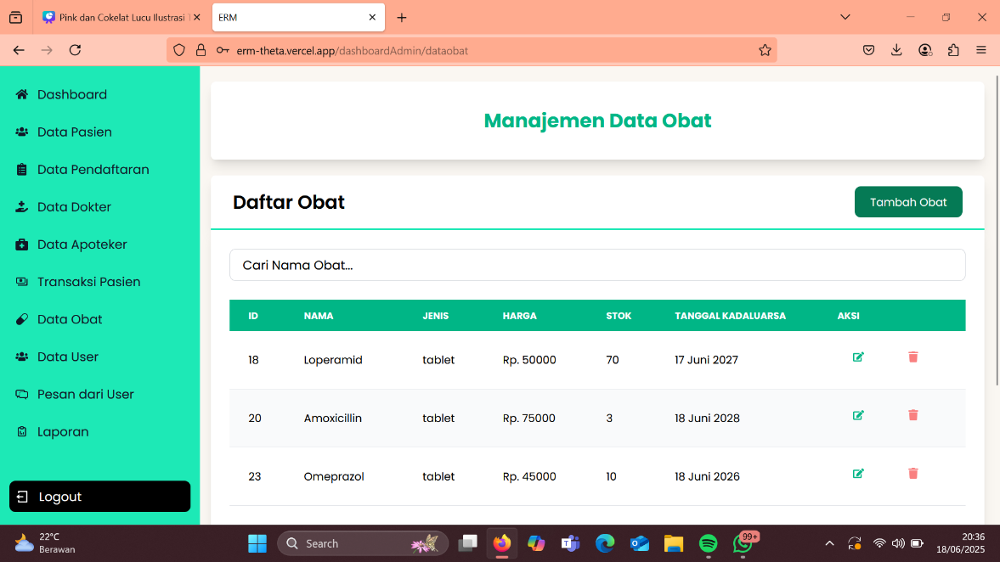 Pink dan Cokelat Lucu Ilustrasi
ERM
erm-theta.vercel.app/dashboardAdmin/dataobat
Dashboard
Data Pasien
Data Pendaftaran
Data Dokter
Data Apoteker
Transaksi Pasien
Data Obat
Data User
Pesan dari User
Laporan
Logout
Manajemen Data Obat
Daftar Obat
Tambah Obat
Cari Nama Obat...
ID NAMA JENIS HARGA STOK TANGGAL KADALUARSA AKSI
18 Loperamid tablet Rp. 50000 70 17 Juni 2027
20 Amoxicillin tablet Rp. 75000 3 18 Juni 2028
23 Omeprazol tablet Rp. 45000 10 18 Juni 2026
22°C
Berawan
Search
99+
20:36
18/06/2025